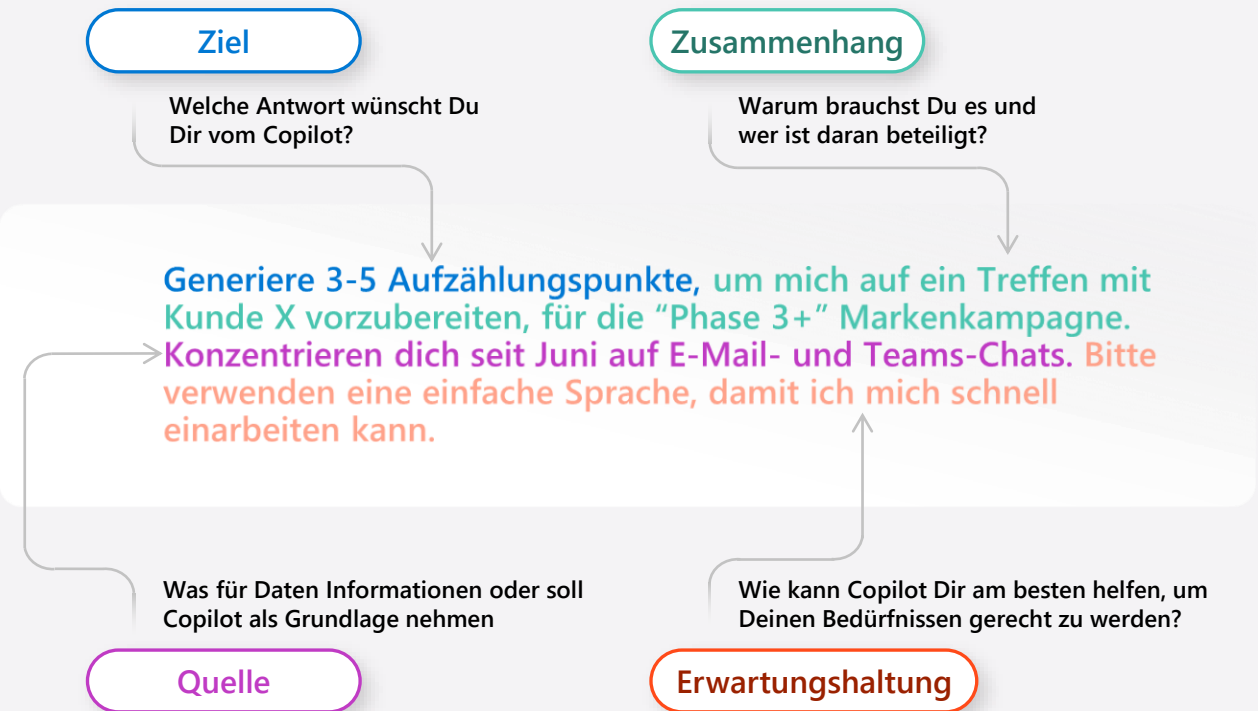 Ziel
Zusammenhang
Welche Antwort wünscht Du
Dir vom Copilot?
Warum brauchst Du es und
wer ist daran beteiligt?
Generiere 3-5 Aufzählungspunkte, um mich auf ein Treffen mit
Kunde X vorzubereiten, für die “Phase 3+” Markenkampagne.
Konzentrieren dich seit Juni auf E-Mail- und Teams-Chats. Bitte
verwenden eine einfache Sprache, damit ich mich schnell
einarbeiten kann.
Was für Daten Informationen oder soll
Copilot als Grundlage nehmen
Wie kann Copilot Dir am besten helfen, um
Deinen Bedürfnissen gerecht zu werden?
Quelle
Erwartungshaltung